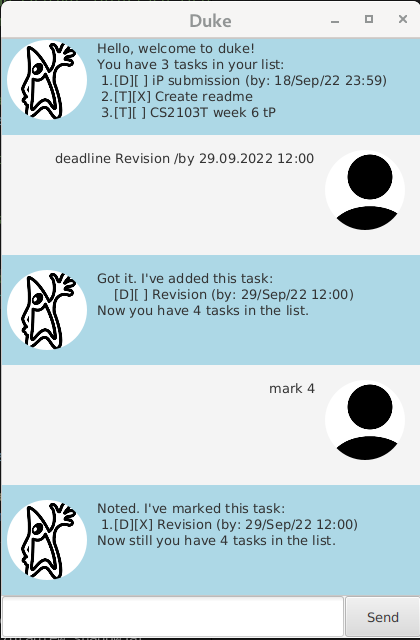 Duke
Hello, welcome to duke!
You have 3 tasks in your list:
1.[D][ ] iP submission (by: 18/Sep/22 23:59)
2.[T][X] Create readme
3.[T][ ] CS2103T week 6 tP
deadline Revision /by 29.09.2022 12:00
Got it. I've added this task:
[D][ ] Revision (by: 29/Sep/22 12:00)
Now you have 4 tasks in the list.
mark 4
Noted. I've marked this task:
1.[D][X] Revision (by: 29/Sep/22 12:00)
Now still you have 4 tasks in the list.
Send